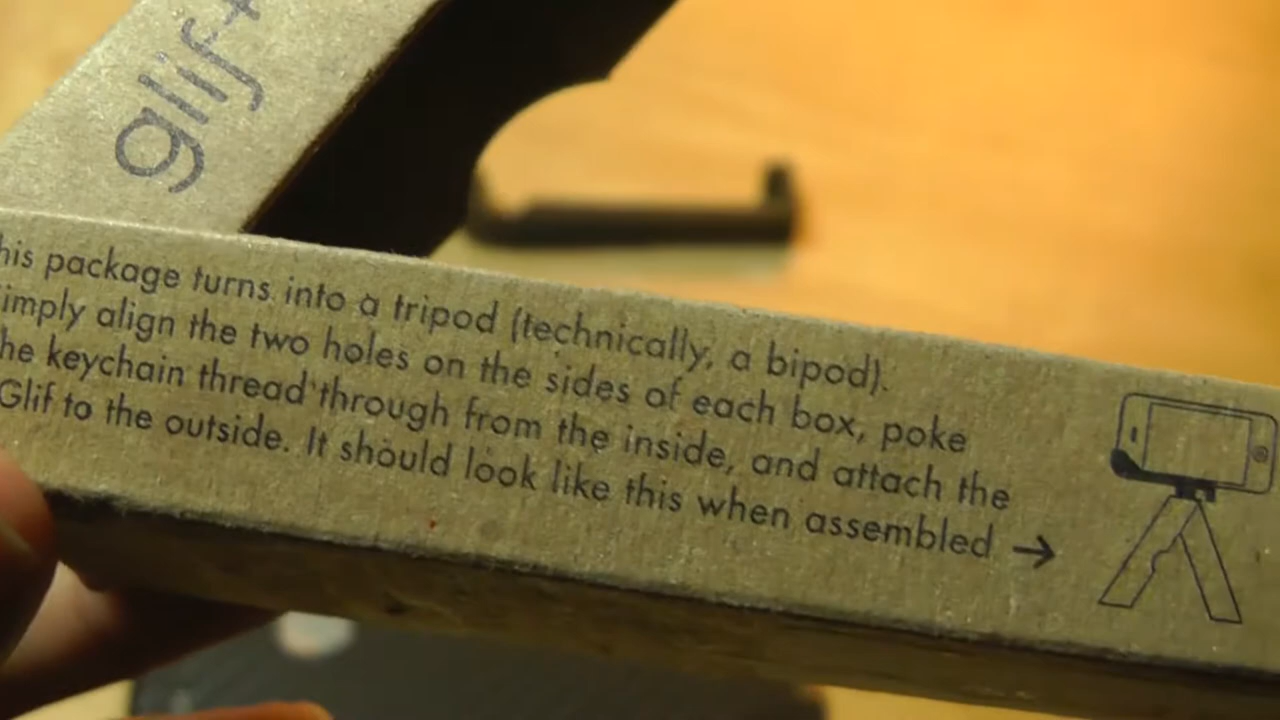 glif+
his package turns into a tripod (technically, a bipod).
imply align the two holes on the sides of each box, poke
he keychain thread through from the inside, and attach the
Glif to the outside. It should look like this when assembled →